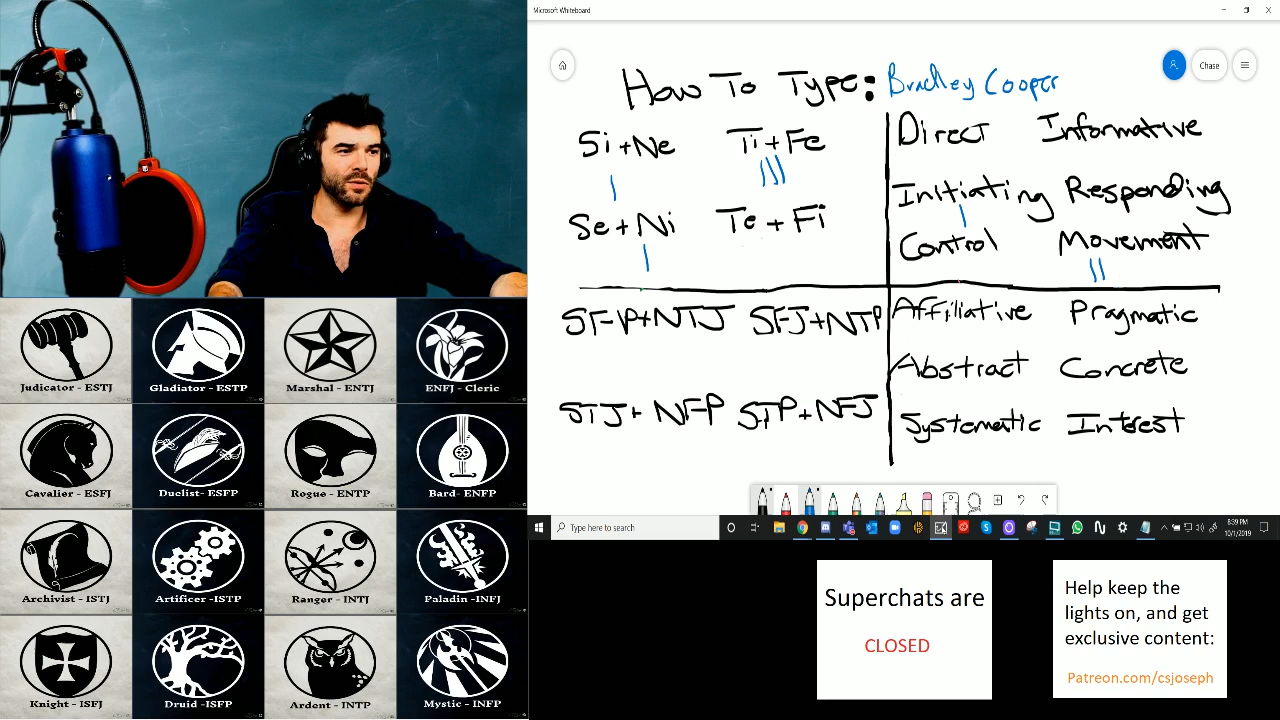 Microsoft Whiteboard
Chase
How To Type: Bradley Cooper
Si+Ne Ti+Fe
Se+Ni Te+Fi
SFP+NTJ SFJ+NTP
STJ+NFP STP+NFJ
Direct Informative
Initiating Responding
Control Movement
Affiliative Pragmatic
Abstract Concrete
Systematic Interest
Type here to search
8:39 PM
10/1/2019
Judicator - ESTJ
Gladiator - ESTP
Marshal - ENTJ
ENFJ - Cleric
Cavalier - ESFJ
Duelist- ESFP
Rogue - ENTP
Bard- ENFP
Archivist - ISTJ
Artificer -ISTP
Ranger - INTJ
Paladin - INFJ
Knight - ISFJ
Druid -ISFP
Ardent - INTP
Mystic - INFP
Superchats are
CLOSED
Help keep the
lights on, and get
exclusive content:
Patreon.com/csjoseph